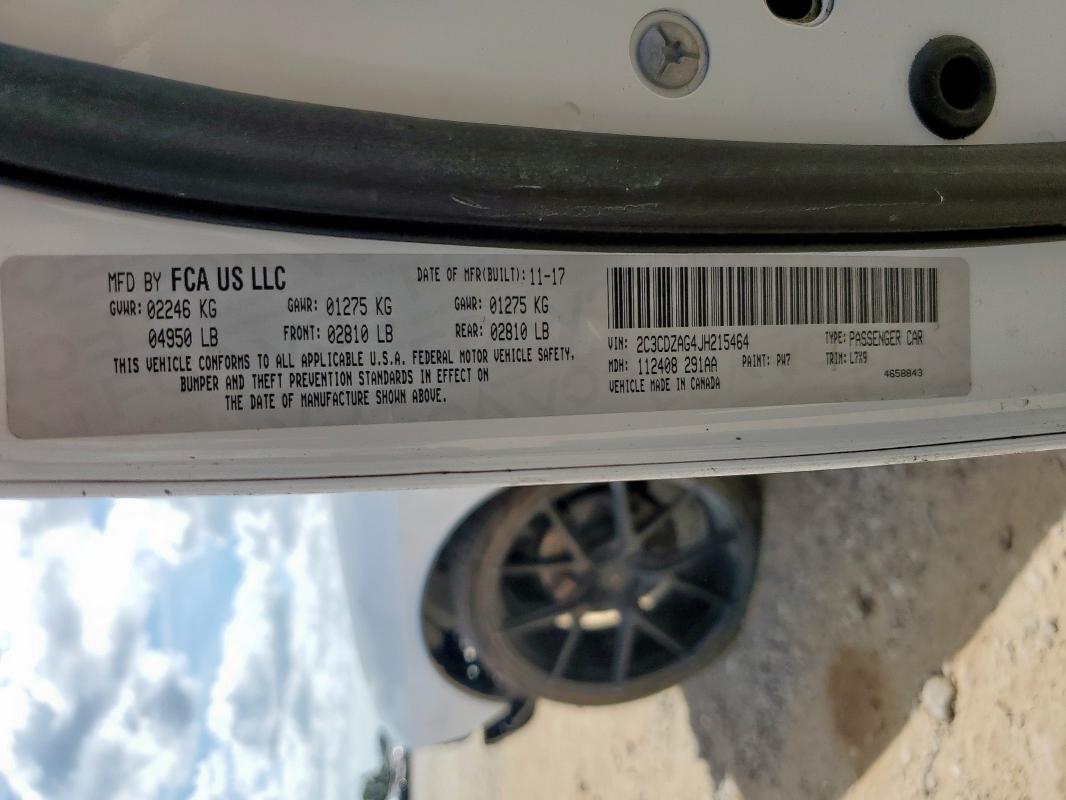 MFD BY FCA US LLC DATE OF MFR(BUILT): 11-17
GVWR: 02246 KG GAWR: 01275 KG GAWR: 01275 KG
04950 LB FRONT: 02810 LB REAR: 02810 LB
THIS VEHICLE CONFORMS TO ALL APPLICABLE U.S.A. FEDERAL MOTOR VEHICLE SAFETY,
BUMPER AND THEFT PREVENTION STANDARDS IN EFFECT ON
THE DATE OF MANUFACTURE SHOWN ABOVE.
VIN: 2C3CDZAG4JH215464 TYPE: PASSENGER CAR
MDH: 112408 291AA PAINT: PW7 TRIM: L7X9
VEHICLE MADE IN CANADA 4658843